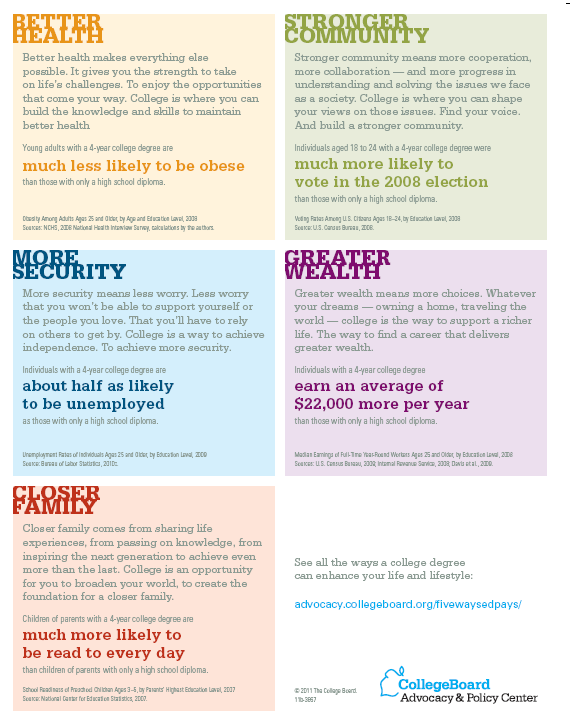 BETTER
HEALTH
Better health makes everything else
possible. It gives you the strength to take
on life's challenges. To enjoy the opportunities
that come your way. College is where you can
build the knowledge and skills to maintain
better health
Young adults with a 4-year college degree are
much less likely to be obese
than those with only a high school diploma.
Obesity Among Adults Ages 25 and Older, by Age and Education Level, 2008
Sources: NCHS, 2008 National Health Interview Survey, calculations by the authors.
STRONGER
COMMUNITY
Stronger community means more cooperation,
more collaboration — and more progress in
understanding and solving the issues we face
as a society. College is where you can shape
your views on those issues. Find your voice.
And build a stronger community.
Individuals aged 18 to 24 with a 4-year college degree were
much more likely to
vote in the 2008 election
than those with only a high school diploma.
Voting Rates Among U.S. Citizens Ages 18–24, by Education Level, 2008
Source: U.S. Census Bureau, 2008.
MORE
SECURITY
More security means less worry. Less worry
that you won't be able to support yourself or
the people you love. That you'll have to rely
on others to get by. College is a way to achieve
independence. To achieve more security.
Individuals with a 4-year college degree are
about half as likely
to be unemployed
as those with only a high school diploma.
Unemployment Rates of Individuals Ages 25 and Older, by Education Level, 2009
Source: Bureau of Labor Statistics, 2010c.
GREATER
WEALTH
Greater wealth means more choices. Whatever
your dreams — owning a home, traveling the
world — college is the way to support a richer
life. The way to find a career that delivers
greater wealth.
Individuals with a 4-year college degree
earn an average of
$22,000 more per year
than those with only a high school diploma.
Median Earnings of Full-Time Year-Round Workers Ages 25 and Older, by Education Level, 2008
Sources: U.S. Census Bureau, 2009; Internal Revenue Service, 2008; Davis et al., 2009.
CLOSER
FAMILY
Closer family comes from sharing life
experiences, from passing on knowledge, from
inspiring the next generation to achieve even
more than the last. College is an opportunity
for you to broaden your world, to create the
foundation for a closer family.
Children of parents with a 4-year college degree are
much more likely to
be read to every day
than children of parents with only a high school diploma.
School Readiness of Preschool Children Ages 3–5, by Parents' Highest Education Level, 2007
Source: National Center for Education Statistics, 2007.
See all the ways a college degree
can enhance your life and lifestyle:
advocacy.collegeboard.org/fivewaysedpays/
© 2011 The College Board.
11b-3957
CollegeBoard
Advocacy & Policy Center